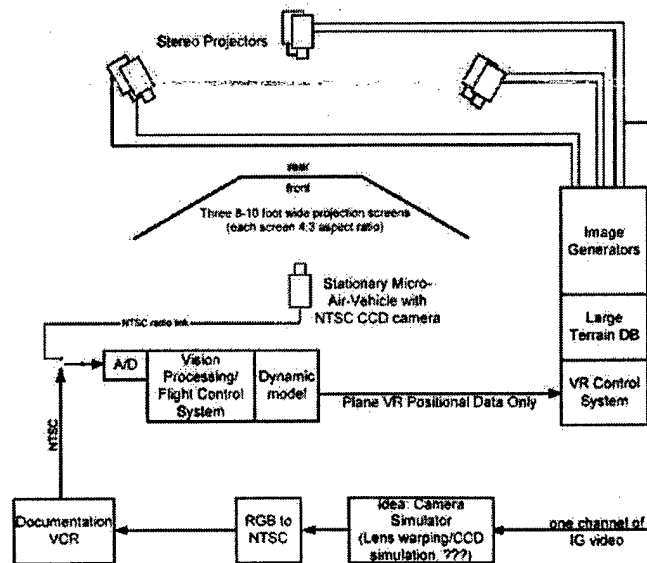 Stereo Projectors
rear
front
Three 8-10 foot wide projection screens
(each screen 4:3 aspect ratio)
Image
Generators
Stationary Micro-
Air-Vehicle with
NTSC CCD camera
NTSC radio link
Large
Terrain DB
A/D
Vision
Processing/
Flight Control
System
Dynamic
model
Plane VR Positional Data Only
VR Control
System
NTSC
Documentation
VCR
RGB to
NTSC
Idea: Camera
Simulator
(Lens warping/CCD
simulation, ???)
one channel of
IG video